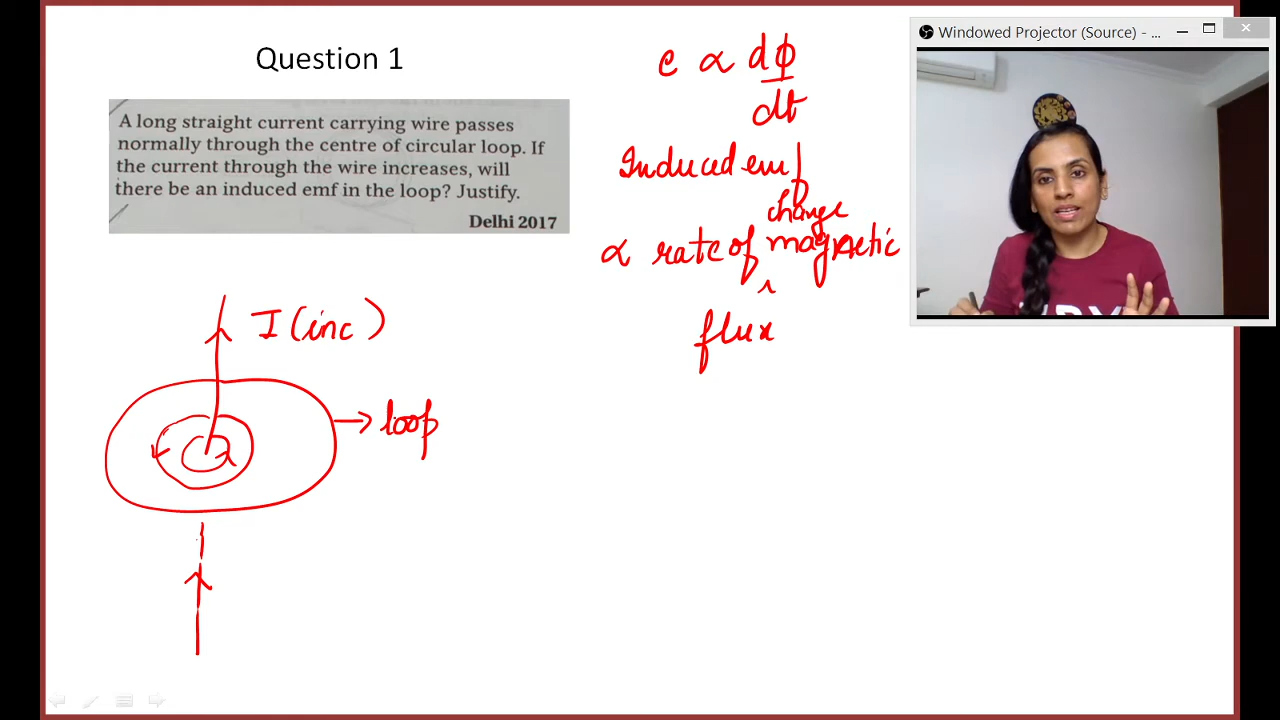 Question 1
A long straight current carrying wire passes
normally through the centre of circular loop. If
the current through the wire increases, will
there be an induced emf in the loop? Justify.
Delhi 2017
I (inc)
→ loop
e ∝ dϕ
dt
Induced emf
change
∝ rate of magnetic
flux
Windowed Projector (Source) - ...